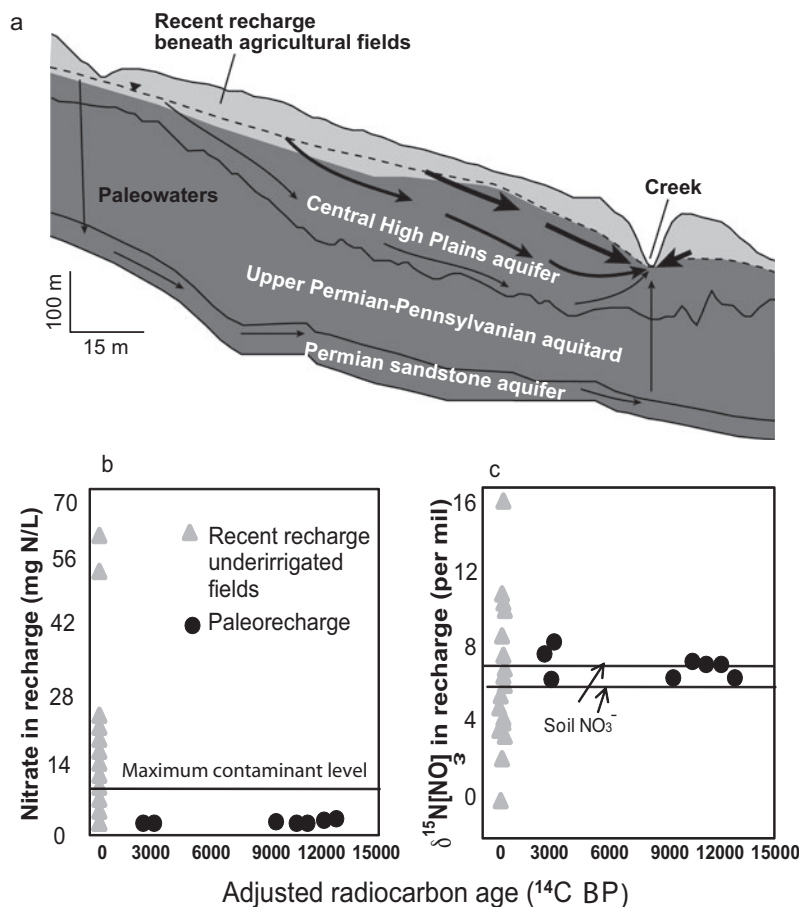 a
Recent recharge
beneath agricultural fields
Paleowaters
Creek
Central High Plains aquifer
Upper Permian-Pennsylvanian aquitard
Permian sandstone aquifer
100 m
15 m
b
Nitrate in recharge (mg N/L)
70
56
42
28
14
0
Recent recharge
underirrigated
fields
Paleorecharge
Maximum contaminant level
0 3000 6000 9000 12000 15000
c
δ¹⁵N[NO]₃ in recharge (per mil)
16
12
8
4
0
Soil NO₃⁻
0 3000 6000 9000 12000 15000
Adjusted radiocarbon age (¹⁴C BP)